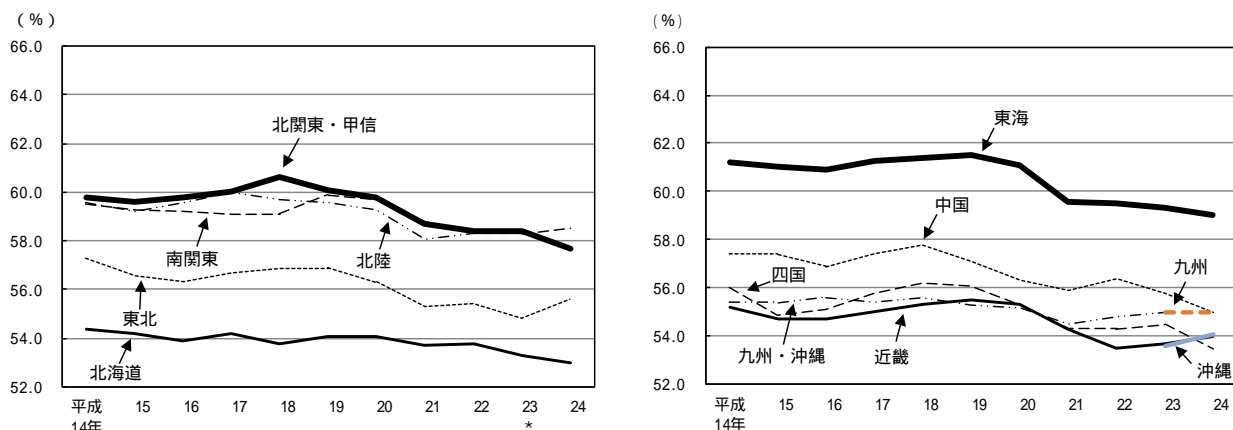 （％）
66.0
64.0
62.0
60.0
58.0
56.0
54.0
52.0
北関東・甲信
南関東
北陸
東北
北海道
平成
14年
15 16 17 18 19 20 21 22 23 24
*
(％)
66.0
64.0
62.0
60.0
58.0
56.0
54.0
52.0
東海
中国
四国
九州
九州・沖縄
近畿
沖縄
平成
14年
15 16 17 18 19 20 21 22 23 24